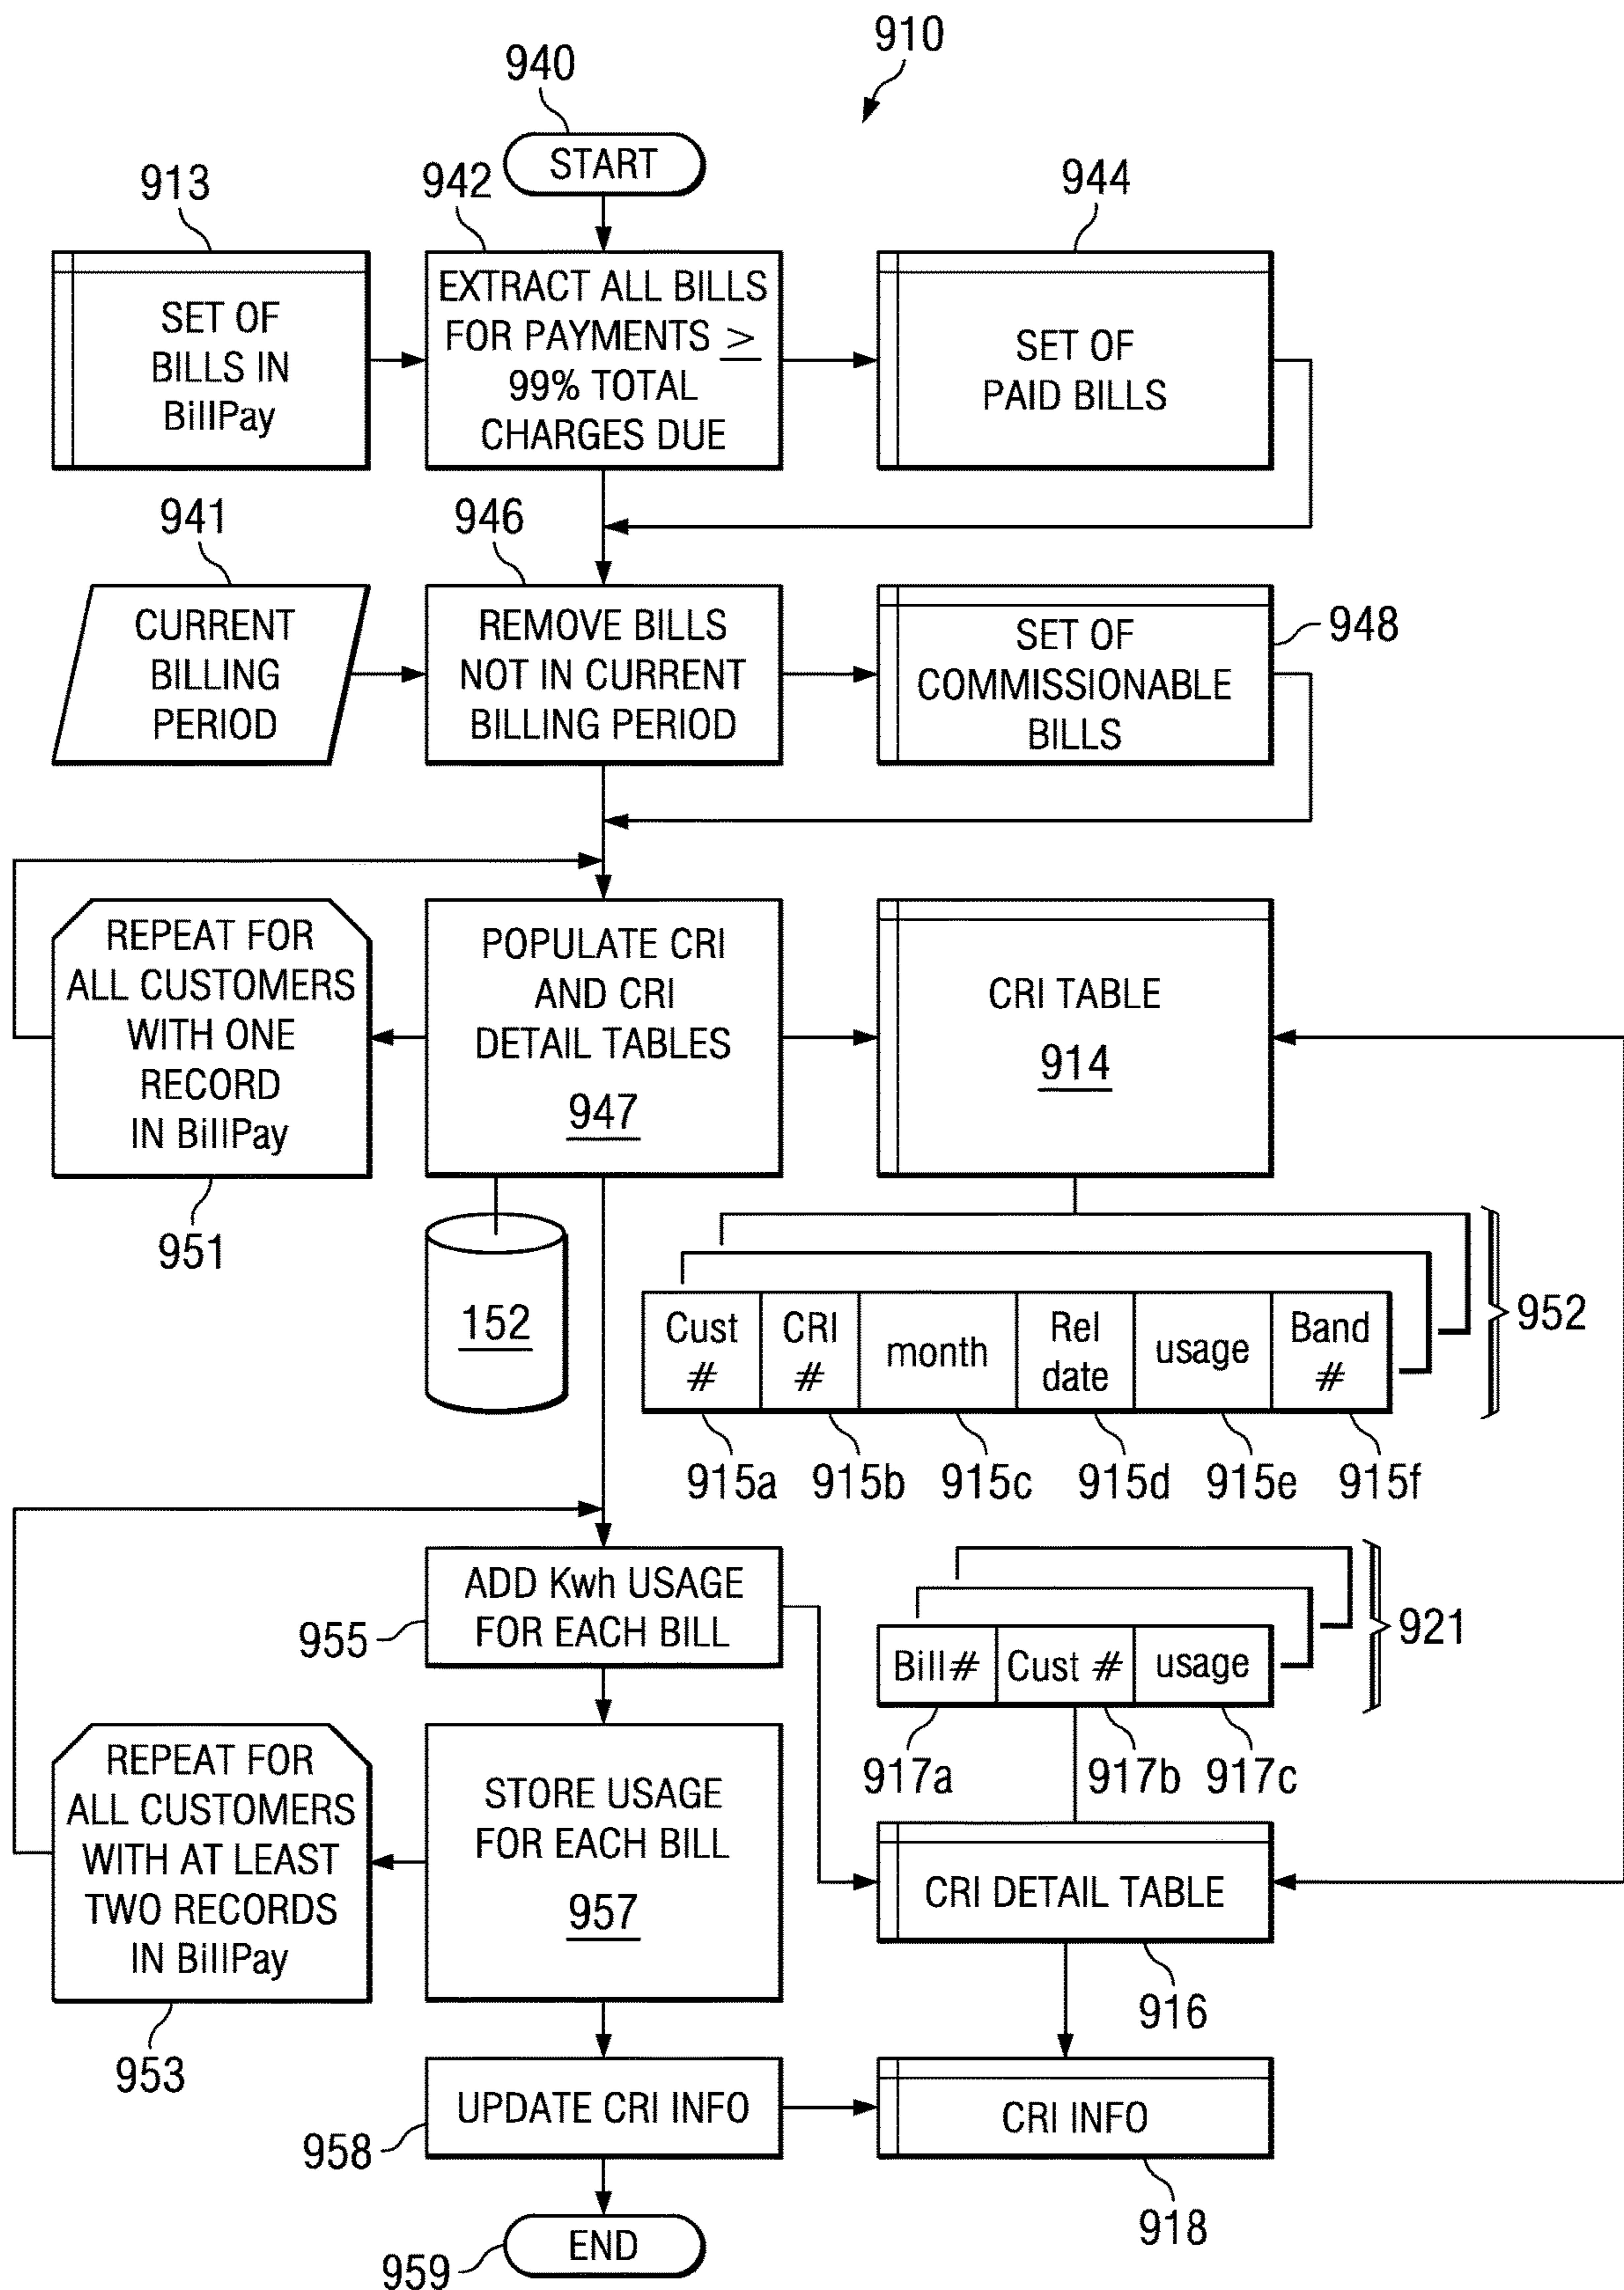 910
940
START
913
942
944
SET OF
BILLS IN
BillPay
EXTRACT ALL BILLS
FOR PAYMENTS ≥
99% TOTAL
CHARGES DUE
SET OF
PAID BILLS
941
946
CURRENT
BILLING
PERIOD
REMOVE BILLS
NOT IN CURRENT
BILLING PERIOD
SET OF
COMMISSIONABLE
BILLS
948
REPEAT FOR
ALL CUSTOMERS
WITH ONE
RECORD
IN BillPay
951
POPULATE CRI
AND CRI
DETAIL TABLES
947
CRI TABLE
914
152
Cust
#
CRI
#
month
Rel
date
usage
Band
#
952
915a 915b 915c 915d 915e 915f
ADD Kwh USAGE
FOR EACH BILL
955
Bill# Cust # usage
921
917a 917b 917c
REPEAT FOR
ALL CUSTOMERS
WITH AT LEAST
TWO RECORDS
IN BillPay
953
STORE USAGE
FOR EACH BILL
957
CRI DETAIL TABLE
916
UPDATE CRI INFO
958
CRI INFO
918
END
959